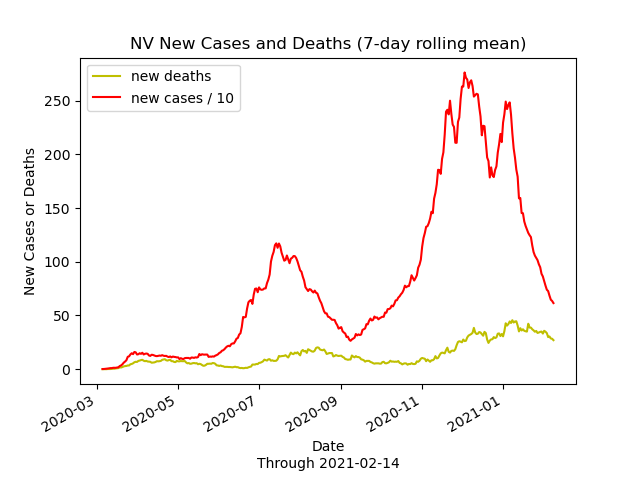 NV New Cases and Deaths (7-day rolling mean)
new deaths
new cases / 10
New Cases or Deaths
250
200
150
100
50
0
2020-03
2020-05
2020-07
2020-09
2020-11
2021-01
Date
Through 2021-02-14